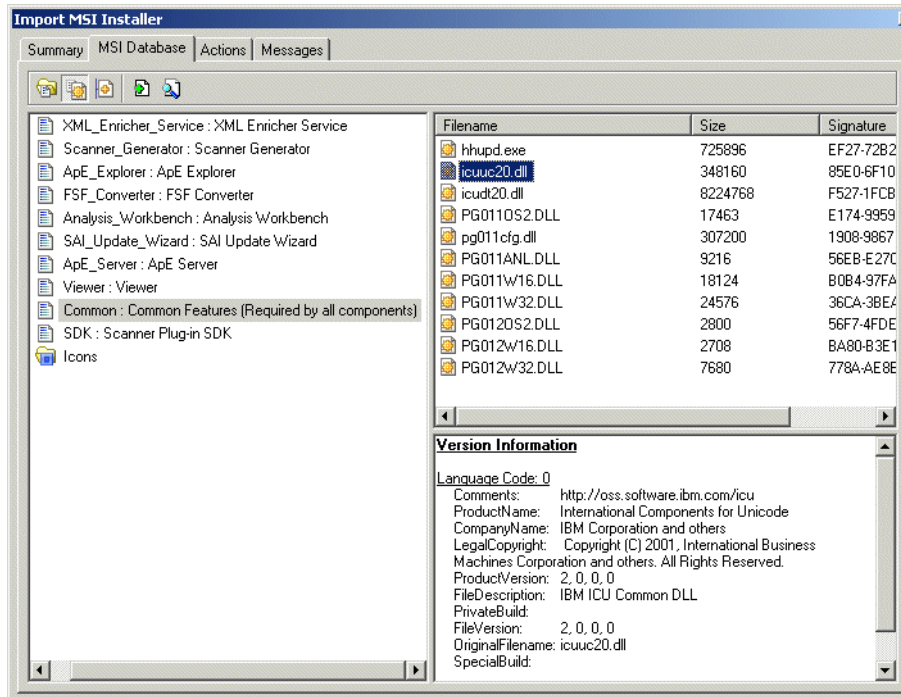 Import MSI Installer
Summary MSI Database Actions Messages
XML_Enricher_Service : XML Enricher Service
Scanner_Generator : Scanner Generator
ApE_Explorer : ApE Explorer
FSF_Converter : FSF Converter
Analysis_Workbench : Analysis Workbench
SAI_Update_Wizard : SAI Update Wizard
ApE_Server : ApE Server
Viewer : Viewer
Common : Common Features (Required by all components)
SDK : Scanner Plug-in SDK
Icons
Filename Size Signature
hhupd.exe 725896 EF27-72B2
icuuc20.dll 348160 85E0-6F10
icudt20.dll 8224768 F527-1FCB
PG011OS2.DLL 17463 E174-9959
pg011cfg.dll 307200 1908-9867
PG011ANL.DLL 9216 56EB-E27C
PG011W16.DLL 18124 B0B4-97FA
PG011W32.DLL 24576 36CA-3BEA
PG012OS2.DLL 2800 56F7-4FDE
PG012W16.DLL 2708 BA80-B3E1
PG012W32.DLL 7680 778A-AE8E
Version Information
Language Code: 0
Comments: http://oss.software.ibm.com/icu
ProductName: International Components for Unicode
CompanyName: IBM Corporation and others
LegalCopyright: Copyright (C) 2001, International Business
Machines Corporation and others. All Rights Reserved.
ProductVersion: 2, 0, 0, 0
FileDescription: IBM ICU Common DLL
PrivateBuild:
FileVersion: 2, 0, 0, 0
OriginalFilename: icuuc20.dll
SpecialBuild: